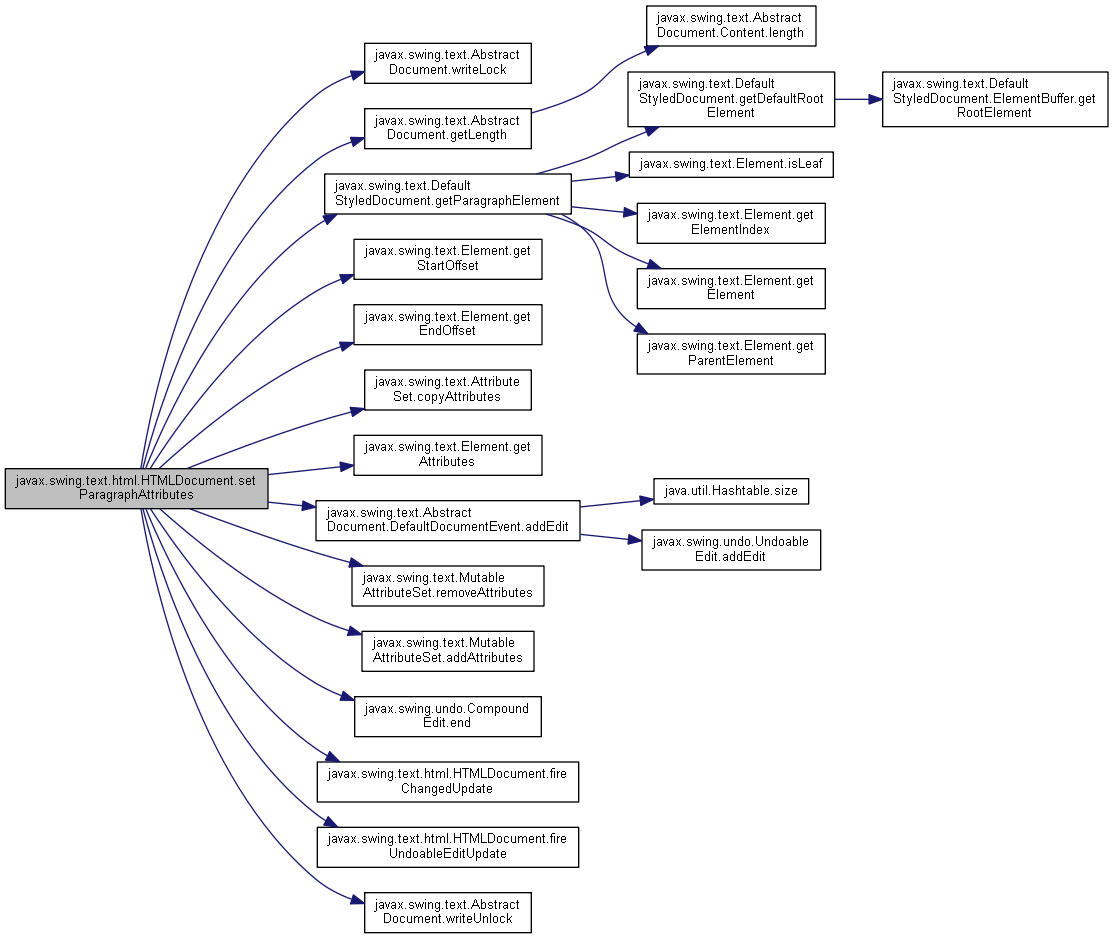 javax.swing.text.html.HTMLDocument.set
ParagraphAttributes
javax.swing.text.Abstract
Document.writeLock
javax.swing.text.Abstract
Document.getLength
javax.swing.text.Abstract
Document.Content.length
javax.swing.text.Default
StyledDocument.getParagraphElement
javax.swing.text.Default
StyledDocument.getDefaultRoot
Element
javax.swing.text.Default
StyledDocument.ElementBuffer.get
RootElement
javax.swing.text.Element.isLeaf
javax.swing.text.Element.get
ElementIndex
javax.swing.text.Element.get
Element
javax.swing.text.Element.get
ParentElement
javax.swing.text.Element.get
StartOffset
javax.swing.text.Element.get
EndOffset
javax.swing.text.Attribute
Set.copyAttributes
javax.swing.text.Element.get
Attributes
javax.swing.text.Abstract
Document.DefaultDocumentEvent.addEdit
java.util.Hashtable.size
javax.swing.undo.Undoable
Edit.addEdit
javax.swing.text.Mutable
AttributeSet.removeAttributes
javax.swing.text.Mutable
AttributeSet.addAttributes
javax.swing.undo.Compound
Edit.end
javax.swing.text.html.HTMLDocument.fire
ChangedUpdate
javax.swing.text.html.HTMLDocument.fire
UndoableEditUpdate
javax.swing.text.Abstract
Document.writeUnlock